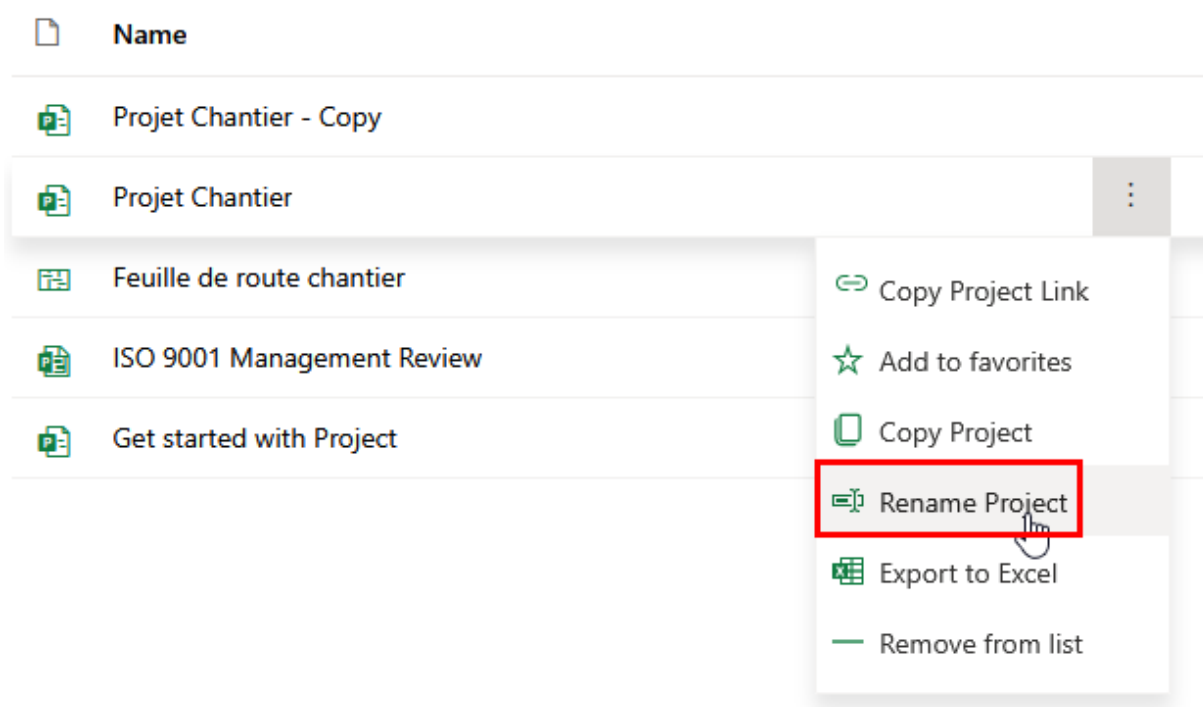 Name
Projet Chantier - Copy
Projet Chantier
Feuille de route chantier
ISO 9001 Management Review
Get started with Project
Copy Project Link
Add to favorites
Copy Project
Rename Project
Export to Excel
Remove from list